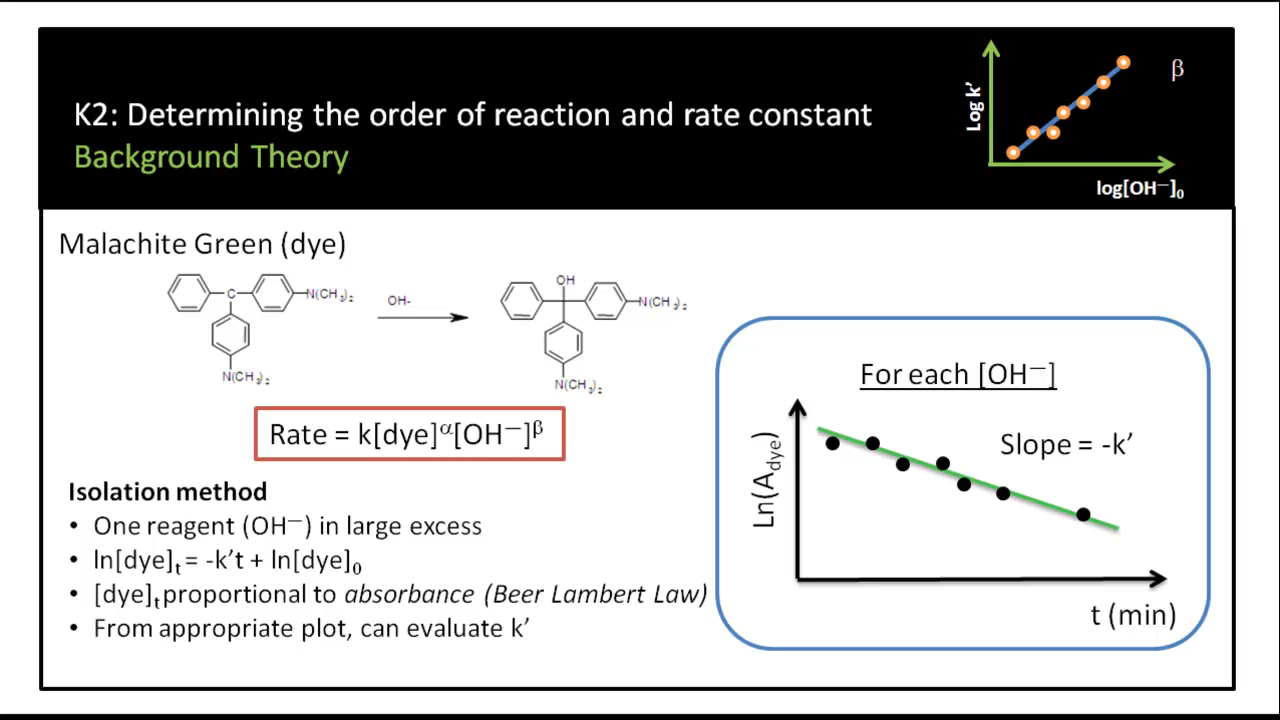 K2: Determining the order of reaction and rate constant
Background Theory
Log k’
β
log[OH⁻]₀
Malachite Green (dye)
C
N(CH₃)₂
N(CH₃)₂
OH-
OH
N(CH₃)₂
N(CH₃)₂
Rate = k[dye]ᵅ[OH⁻]ᵝ
Isolation method
• One reagent (OH⁻) in large excess
• ln[dye]ₜ = -k’t + ln[dye]₀
• [dye]ₜ proportional to absorbance (Beer Lambert Law)
• From appropriate plot, can evaluate k’
For each [OH⁻]
Ln(A_dye)
Slope = -k’
t (min)